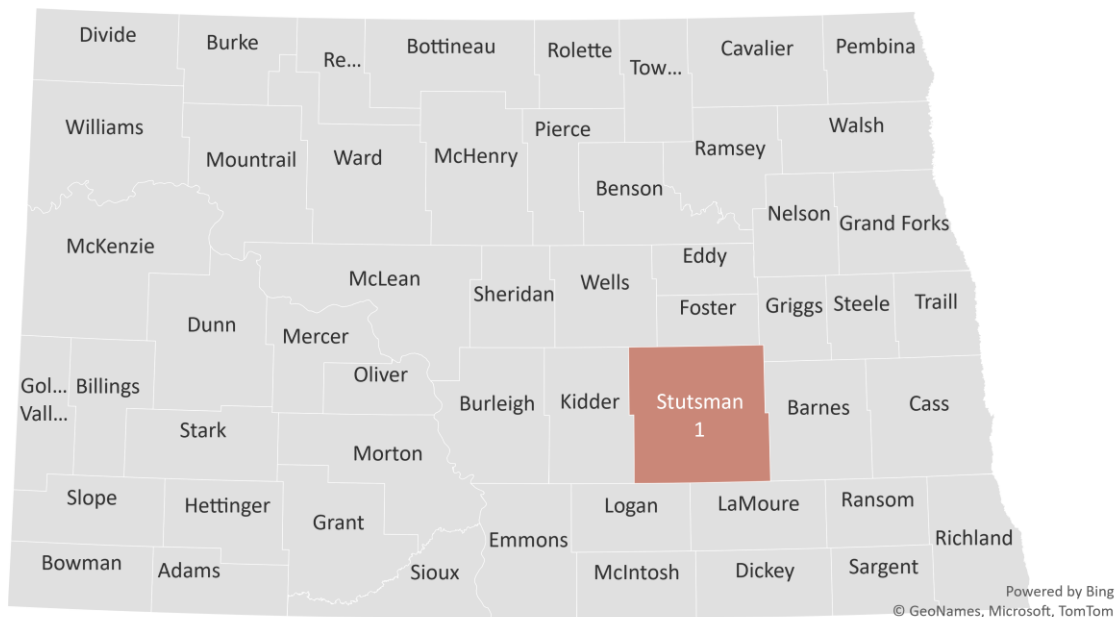 Divide
Burke
Re...
Bottineau
Rolette
Tow...
Cavalier
Pembina
Williams
Mountrail
Ward
McHenry
Pierce
Benson
Ramsey
Walsh
Nelson
Grand Forks
McKenzie
McLean
Sheridan
Wells
Eddy
Foster
Griggs
Steele
Traill
Dunn
Mercer
Oliver
Gol...
Vall...
Billings
Stark
Morton
Burleigh
Kidder
Stutsman
1
Barnes
Cass
Slope
Hettinger
Grant
Emmons
Logan
LaMoure
Ransom
Richland
Bowman
Adams
Sioux
McIntosh
Dickey
Sargent
Powered by Bing
© GeoNames, Microsoft, TomTom